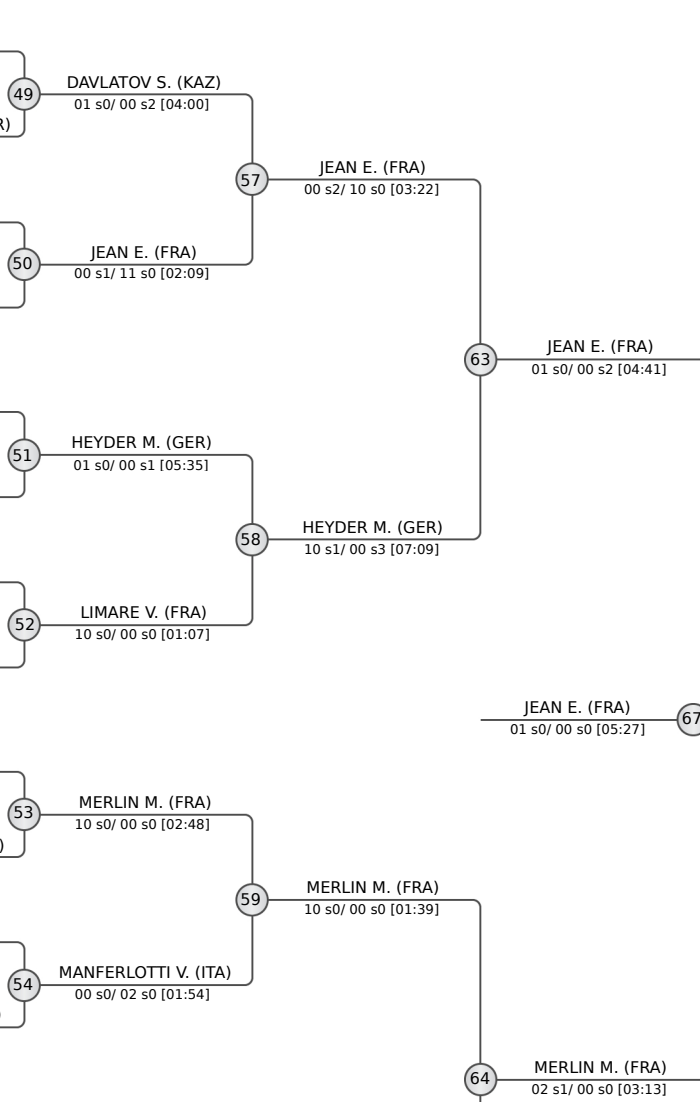 DAVLATOV S. (KAZ)
49
01 s0/ 00 s2 [04:00]
R)
JEAN E. (FRA)
57
00 s2/ 10 s0 [03:22]
JEAN E. (FRA)
50
00 s1/ 11 s0 [02:09]
JEAN E. (FRA)
63
01 s0/ 00 s2 [04:41]
HEYDER M. (GER)
51
01 s0/ 00 s1 [05:35]
HEYDER M. (GER)
58
10 s1/ 00 s3 [07:09]
LIMARE V. (FRA)
52
10 s0/ 00 s0 [01:07]
JEAN E. (FRA)
67
01 s0/ 00 s0 [05:27]
MERLIN M. (FRA)
53
10 s0/ 00 s0 [02:48]
)
MERLIN M. (FRA)
59
10 s0/ 00 s0 [01:39]
MANFERLOTTI V. (ITA)
54
00 s0/ 02 s0 [01:54]
MERLIN M. (FRA)
64
02 s1/ 00 s0 [03:13]